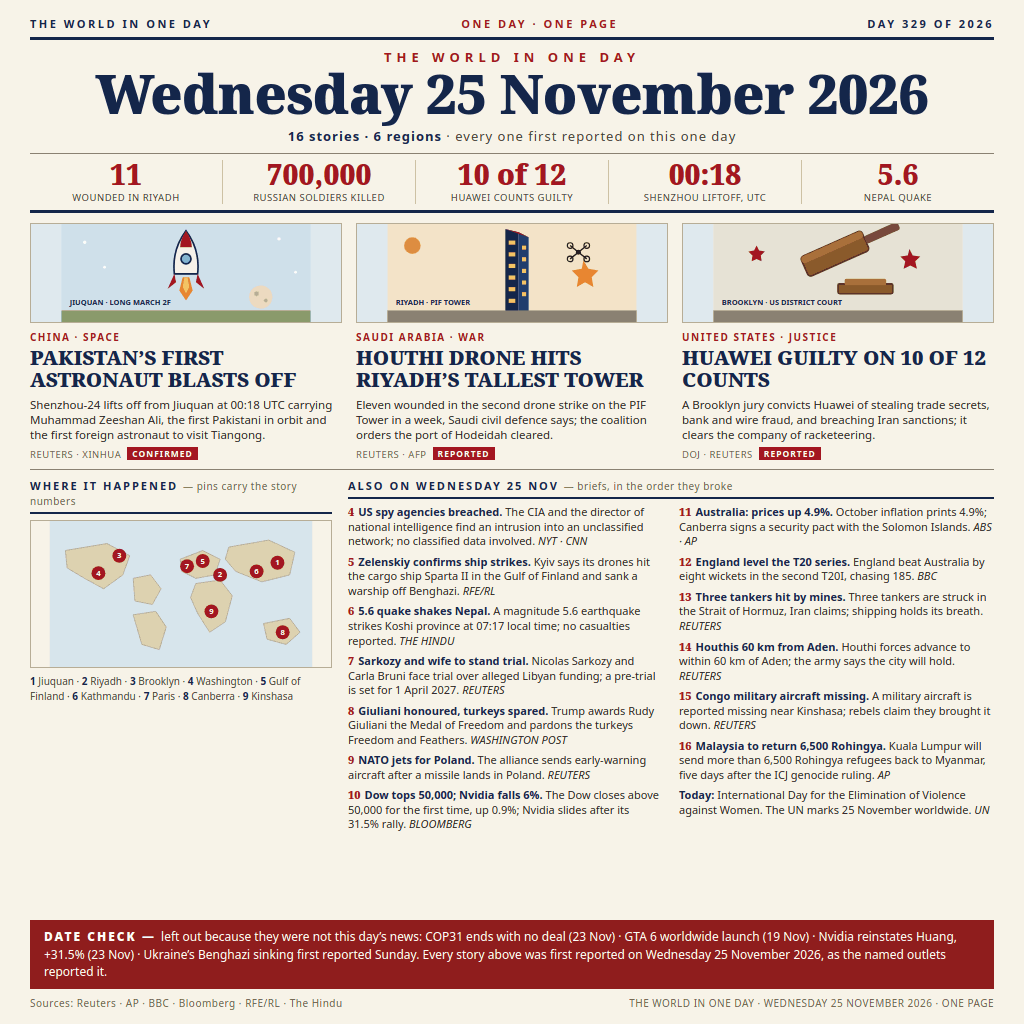 THE WORLD IN ONE DAY
ONE DAY · ONE PAGE
DAY 329 OF 2026
THE WORLD IN ONE DAY
Wednesday 25 November 2026
16 stories · 6 regions · every one first reported on this one day
11
WOUNDED IN RIYADH
700,000
RUSSIAN SOLDIERS KILLED
10 of 12
HUAWEI COUNTS GUILTY
00:18
SHENZHOU LIFTOFF, UTC
5.6
NEPAL QUAKE
JIUQUAN · LONG MARCH 2F
CHINA · SPACE
PAKISTAN’S FIRST
ASTRONAUT BLASTS OFF
Shenzhou-24 lifts off from Jiuquan at 00:18 UTC carrying
Muhammad Zeeshan Ali, the first Pakistani in orbit and
the first foreign astronaut to visit Tiangong.
REUTERS · XINHUA CONFIRMED
RIYADH · PIF TOWER
SAUDI ARABIA · WAR
HOUTHI DRONE HITS
RIYADH’S TALLEST TOWER
Eleven wounded in the second drone strike on the PIF
Tower in a week, Saudi civil defence says; the coalition
orders the port of Hodeidah cleared.
REUTERS · AFP REPORTED
BROOKLYN · US DISTRICT COURT
UNITED STATES · JUSTICE
HUAWEI GUILTY ON 10 OF 12
COUNTS
A Brooklyn jury convicts Huawei of stealing trade secrets,
bank and wire fraud, and breaching Iran sanctions; it
clears the company of racketeering.
DOJ · REUTERS REPORTED
WHERE IT HAPPENED — pins carry the story
numbers
3
4
7
5
2
6
1
9
8
1 Jiuquan · 2 Riyadh · 3 Brooklyn · 4 Washington · 5 Gulf of
Finland · 6 Kathmandu · 7 Paris · 8 Canberra · 9 Kinshasa
ALSO ON WEDNESDAY 25 NOV — briefs, in the order they broke
4 US spy agencies breached. The CIA and the director of
national intelligence find an intrusion into an unclassified
network; no classified data involved. NYT · CNN
5 Zelenskiy confirms ship strikes. Kyiv says its drones hit
the cargo ship Sparta II in the Gulf of Finland and sank a
warship off Benghazi. RFE/RL
6 5.6 quake shakes Nepal. A magnitude 5.6 earthquake
strikes Koshi province at 07:17 local time; no casualties
reported. THE HINDU
7 Sarkozy and wife to stand trial. Nicolas Sarkozy and
Carla Bruni face trial over alleged Libyan funding; a pre-trial
is set for 1 April 2027. REUTERS
8 Giuliani honoured, turkeys spared. Trump awards Rudy
Giuliani the Medal of Freedom and pardons the turkeys
Freedom and Feathers. WASHINGTON POST
9 NATO jets for Poland. The alliance sends early-warning
aircraft after a missile lands in Poland. REUTERS
10 Dow tops 50,000; Nvidia falls 6%. The Dow closes above
50,000 for the first time, up 0.9%; Nvidia slides after its
31.5% rally. BLOOMBERG
11 Australia: prices up 4.9%. October inflation prints 4.9%;
Canberra signs a security pact with the Solomon Islands. ABS
· AP
12 England level the T20 series. England beat Australia by
eight wickets in the second T20I, chasing 185. BBC
13 Three tankers hit by mines. Three tankers are struck in
the Strait of Hormuz, Iran claims; shipping holds its breath.
REUTERS
14 Houthis 60 km from Aden. Houthi forces advance to
within 60 km of Aden; the army says the city will hold.
REUTERS
15 Congo military aircraft missing. A military aircraft is
reported missing near Kinshasa; rebels claim they brought it
down. REUTERS
16 Malaysia to return 6,500 Rohingya. Kuala Lumpur will
send more than 6,500 Rohingya refugees back to Myanmar,
five days after the ICJ genocide ruling. AP
Today: International Day for the Elimination of Violence
against Women. The UN marks 25 November worldwide. UN
DATE CHECK — left out because they were not this day’s news: COP31 ends with no deal (23 Nov) · GTA 6 worldwide launch (19 Nov) · Nvidia reinstates Huang,
+31.5% (23 Nov) · Ukraine’s Benghazi sinking first reported Sunday. Every story above was first reported on Wednesday 25 November 2026, as the named outlets
reported it.
Sources: Reuters · AP · BBC · Bloomberg · RFE/RL · The Hindu
THE WORLD IN ONE DAY · WEDNESDAY 25 NOVEMBER 2026 · ONE PAGE